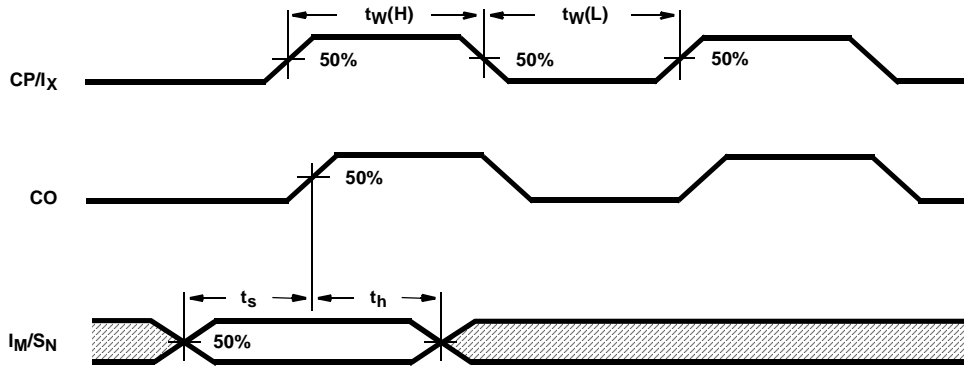 tW(H) tW(L)
CP/IX 50% 50% 50%
CO 50%
ts th
IM/SN 50%